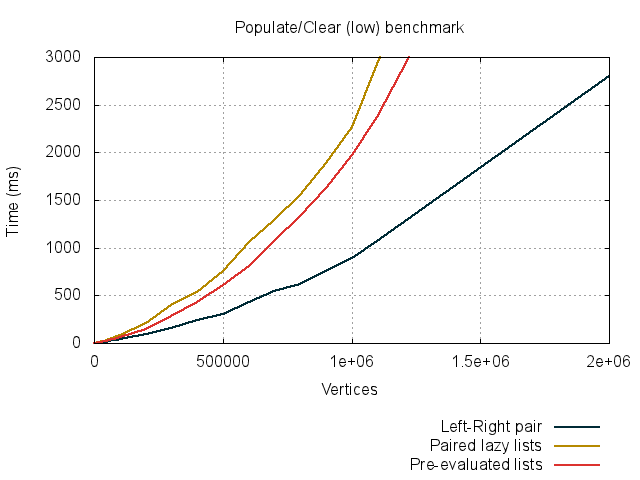 Populate/Clear (low) benchmark
3000
2500
2000
1500
1000
500
0
Time (ms)
0 500000 1e+06 1.5e+06 2e+06
Vertices
Left-Right pair
Paired lazy lists
Pre-evaluated lists